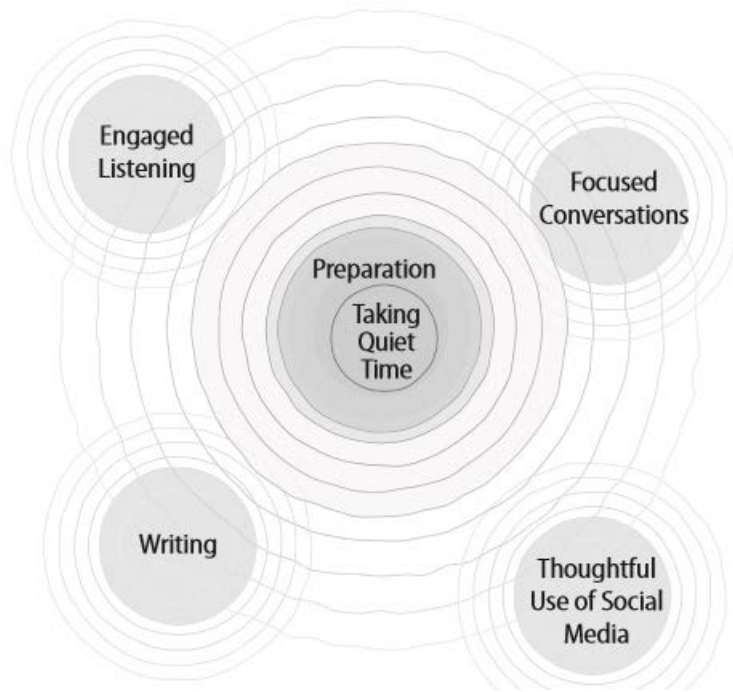 Engaged
Listening
Focused
Conversations
Preparation
Taking
Quiet
Time
Writing
Thoughtful
Use of Social
Media